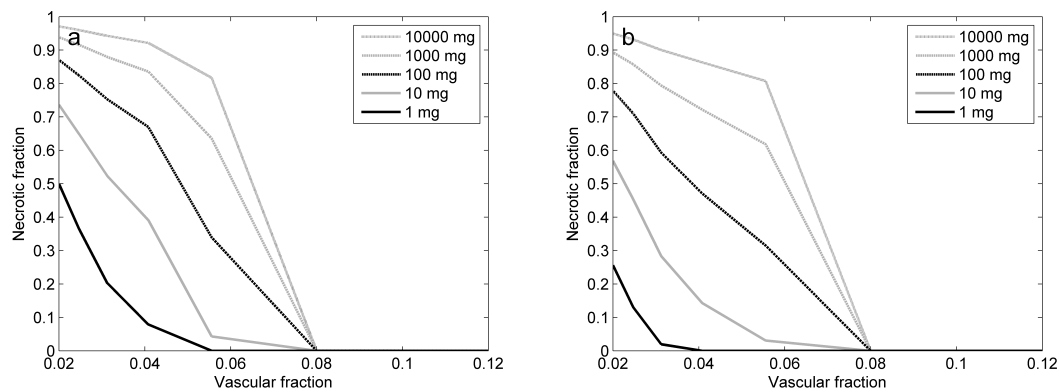 a
1
0.9
0.8
0.7
0.6
0.5
0.4
0.3
0.2
0.1
0
Necrotic fraction
10000 mg
1000 mg
100 mg
10 mg
1 mg
0.02 0.04 0.06 0.08 0.1 0.12
Vascular fraction
b
1
0.9
0.8
0.7
0.6
0.5
0.4
0.3
0.2
0.1
0
Necrotic fraction
10000 mg
1000 mg
100 mg
10 mg
1 mg
0.02 0.04 0.06 0.08 0.1 0.12
Vascular fraction